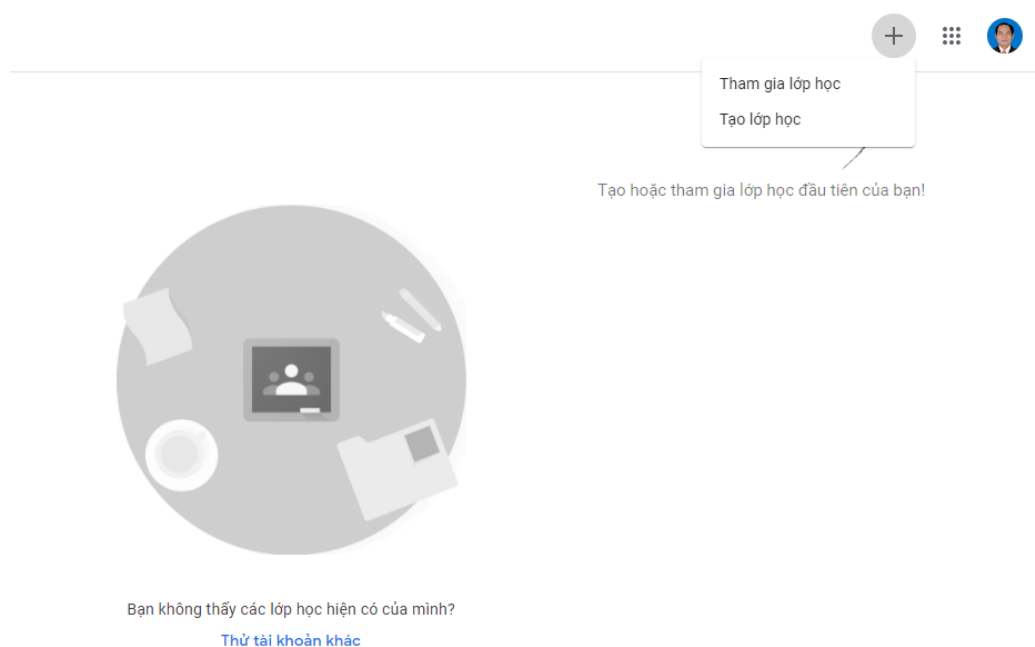 Tham gia lớp học
Tạo lớp học
Tạo hoặc tham gia lớp học đầu tiên của bạn!
Bạn không thấy các lớp học hiện có của mình?
Thử tài khoản khác